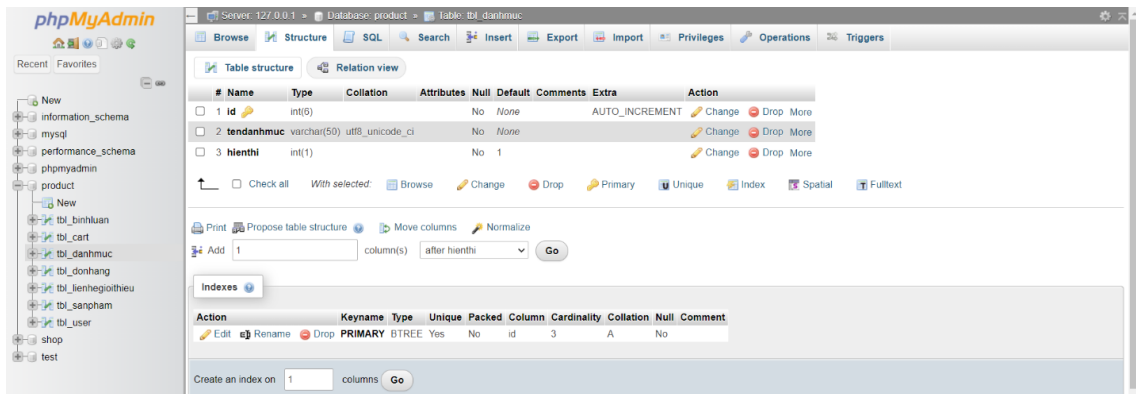 phpMyAdmin
Recent Favorites
New
information_schema
mysql
performance_schema
phpmyadmin
product
New
tbl_binhluan
tbl_cart
tbl_danhmuc
tbl_donhang
tbl_lienhegioithieu
tbl_sanpham
tbl_user
shop
test
Server: 127.0.0.1 » Database: product » Table: tbl_danhmuc
Browse Structure SQL Search Insert Export Import Privileges Operations Triggers
Table structure Relation view
# Name Type Collation Attributes Null Default Comments Extra Action
1 id int(6) No None AUTO_INCREMENT Change Drop More
2 tendanhmuc varchar(50) utf8_unicode_ci No None Change Drop More
3 hienthi int(1) No 1 Change Drop More
Check all With selected: Browse Change Drop Primary Unique Index Spatial Fulltext
Print Propose table structure Move columns Normalize
Add 1 column(s) after hienthi Go
Indexes
Action Keyname Type Unique Packed Column Cardinality Collation Null Comment
Edit Rename Drop PRIMARY BTREE Yes No id 3 A No
Create an index on 1 columns Go